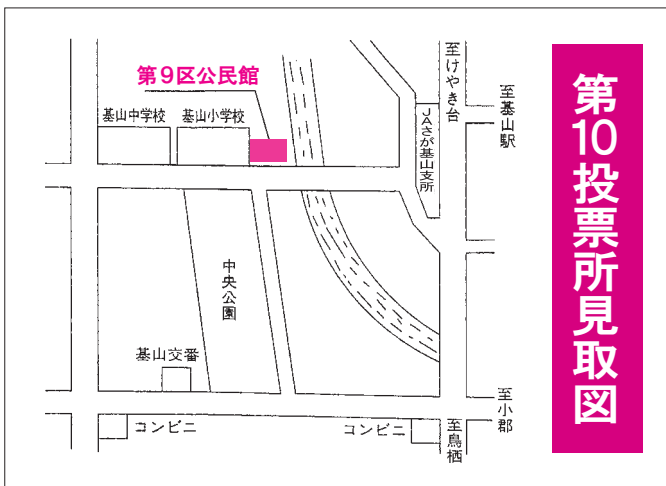 第10投票所見取図
至けやき台
至基山駅
第9区公民館
基山中学校
基山小学校
JAさが基山支所
中央公園
基山交番
コンビニ
コンビニ
至鳥栖
至小郡